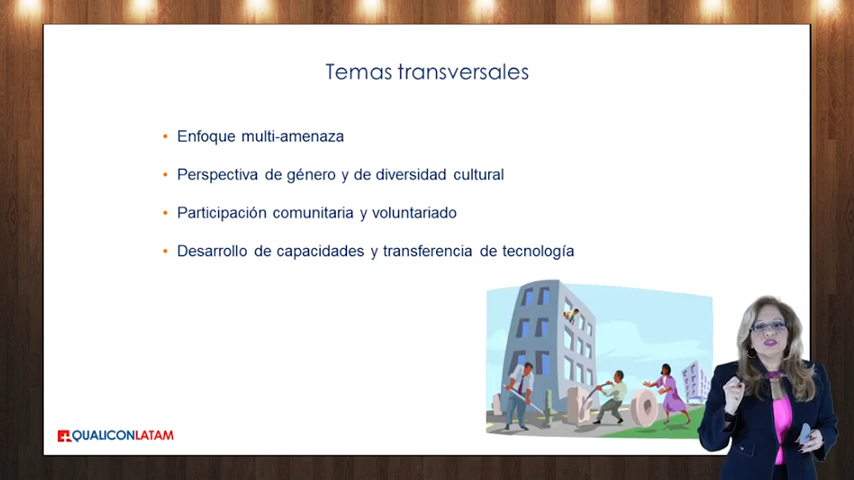 Temas transversales
• Enfoque multi-amenaza
• Perspectiva de género y de diversidad cultural
• Participación comunitaria y voluntariado
• Desarrollo de capacidades y transferencia de tecnología
QUALICONLATAM